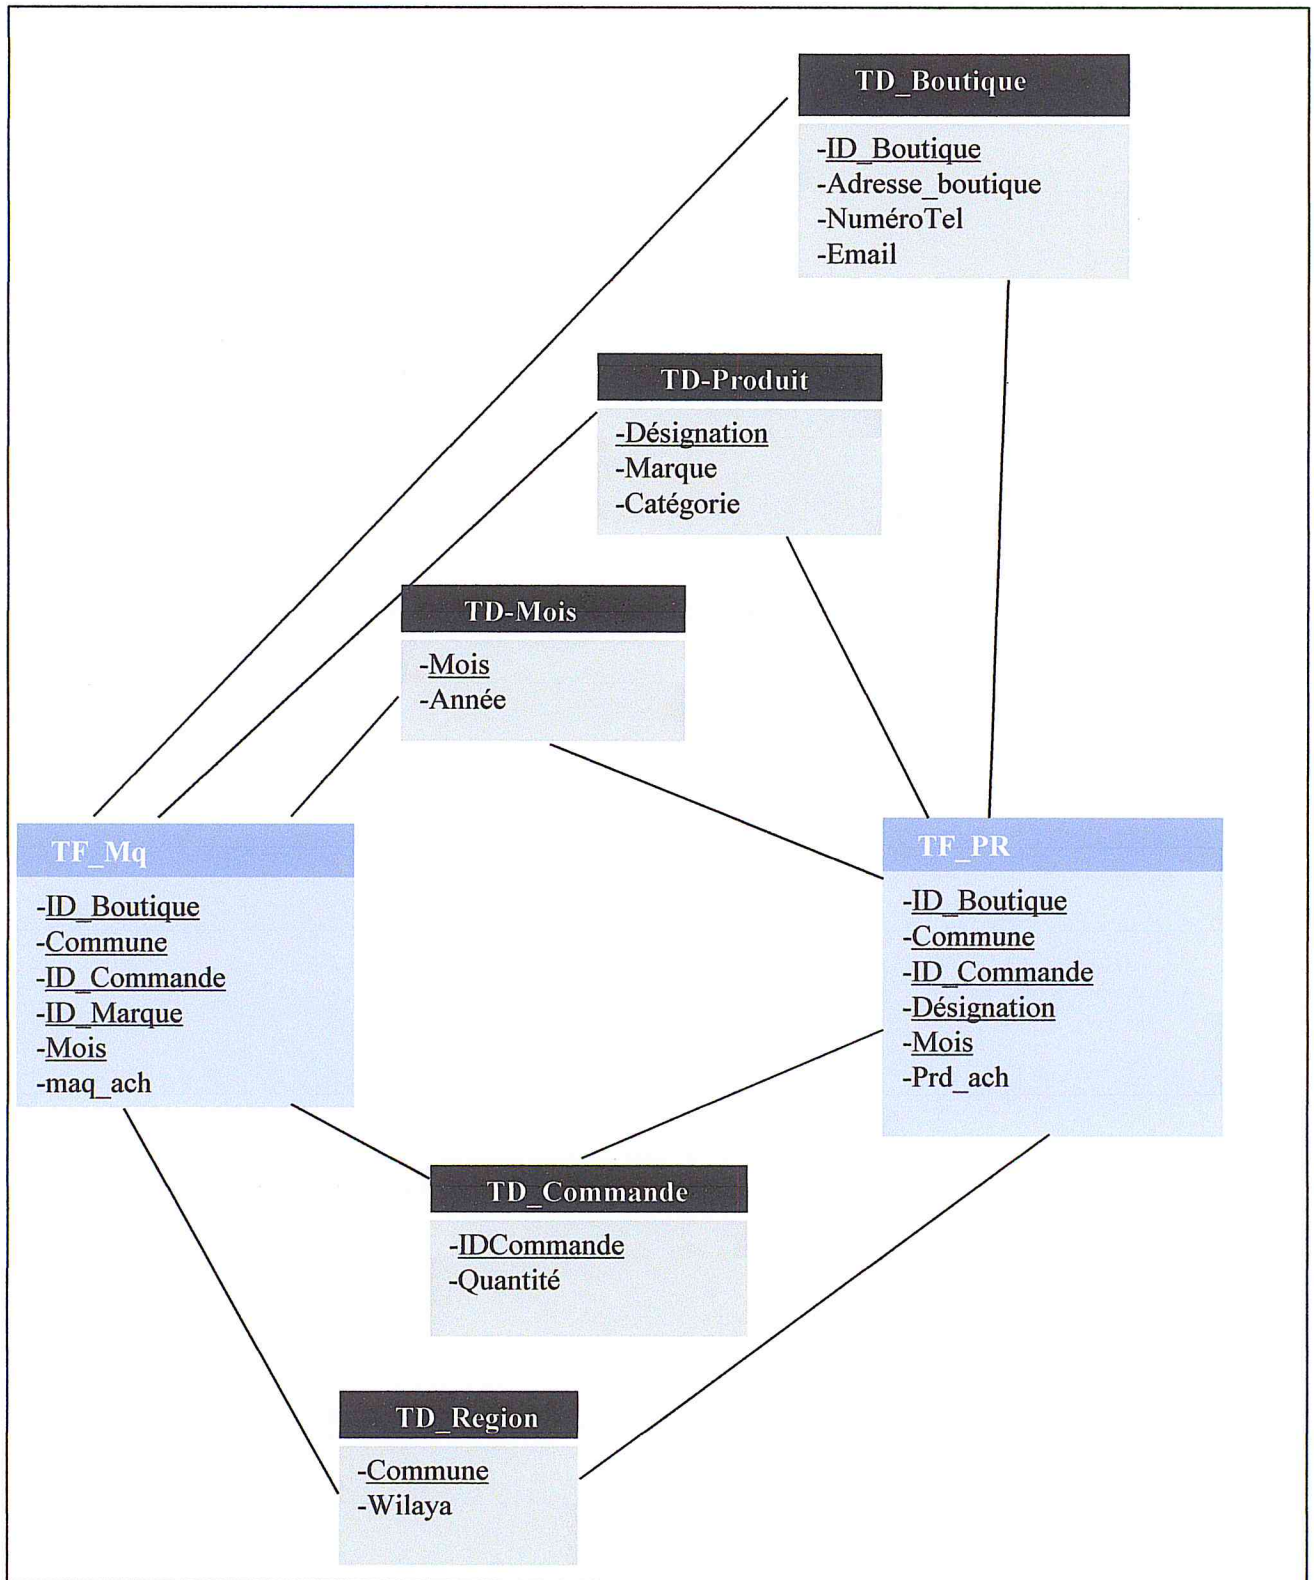 TD_Boutique
-ID_Boutique
-Adresse_boutique
-NuméroTel
-Email
TD-Produit
-Désignation
-Marque
-Catégorie
TD-Mois
-Mois
-Année
TF_Mq
-ID_Boutique
-Commune
-ID_Commande
-ID_Marque
-Mois
-maq_ach
TF_PR
-ID_Boutique
-Commune
-ID_Commande
-Désignation
-Mois
-Prd_ach
TD_Commande
-IDCommande
-Quantité
TD_Region
-Commune
-Wilaya